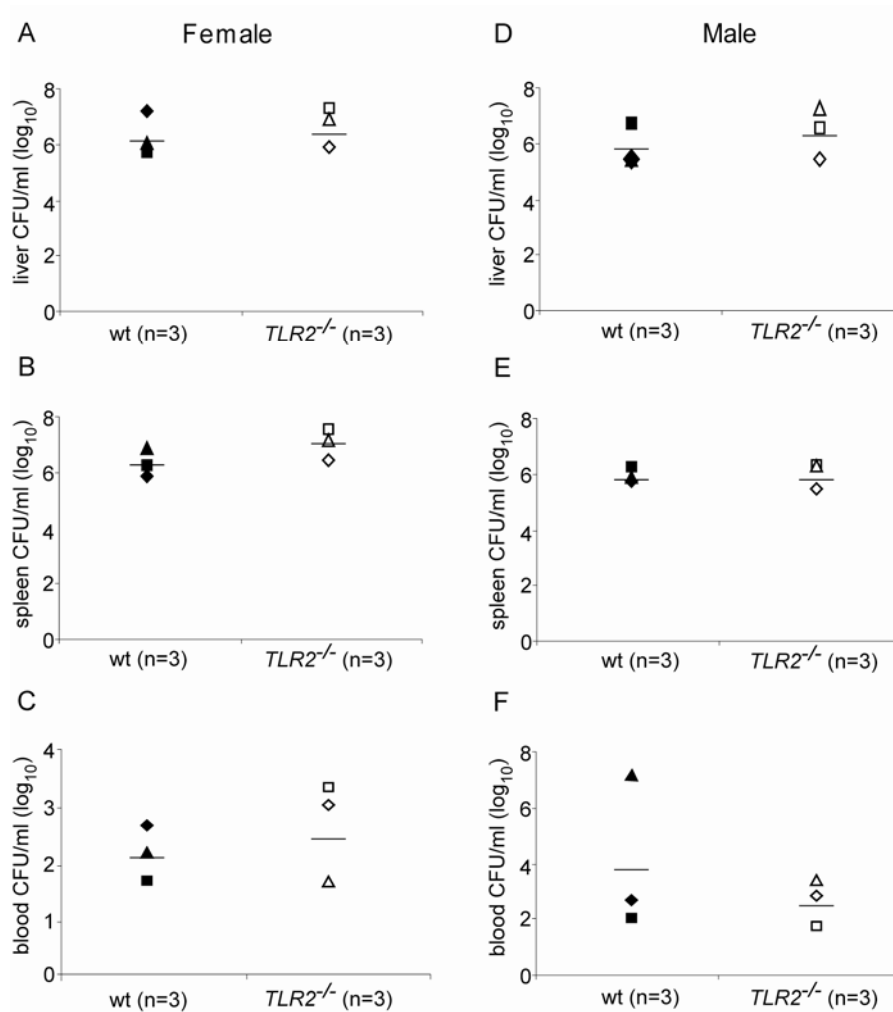 A Female
liver CFU/ml (log10)
8
6
4
2
0
wt (n=3) TLR2-/- (n=3)
D Male
liver CFU/ml (log10)
8
6
4
2
0
wt (n=3) TLR2-/- (n=3)
B
spleen CFU/ml (log10)
8
6
4
2
0
wt (n=3) TLR2-/- (n=3)
E
spleen CFU/ml (log10)
8
6
4
2
0
wt (n=3) TLR2-/- (n=3)
C
blood CFU/ml (log10)
4
3
2
1
0
wt (n=3) TLR2-/- (n=3)
F
blood CFU/ml (log10)
8
6
4
2
0
wt (n=3) TLR2-/- (n=3)